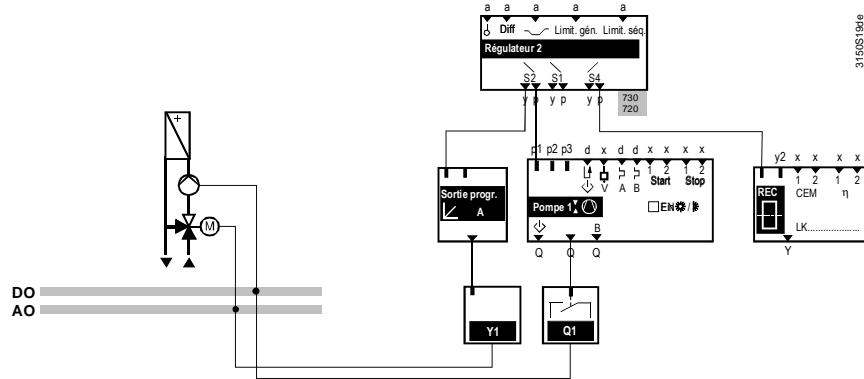 a a a a a
Diff Limit. gén. Limit. séq.
Régulateur 2
S2 S1 S4
y p y p y p
730
720
3150S19de
p1 p2 p3 d x d d x x x x
V A B 1 2 1 2
Start Stop
Pompe 1
EN /
B
Q Q Q
Sortie progr.
A
y2 x x x x
1 2 1 2
REC CEM η
LK....................
Y
+
M
DO
AO
Y1
Q1